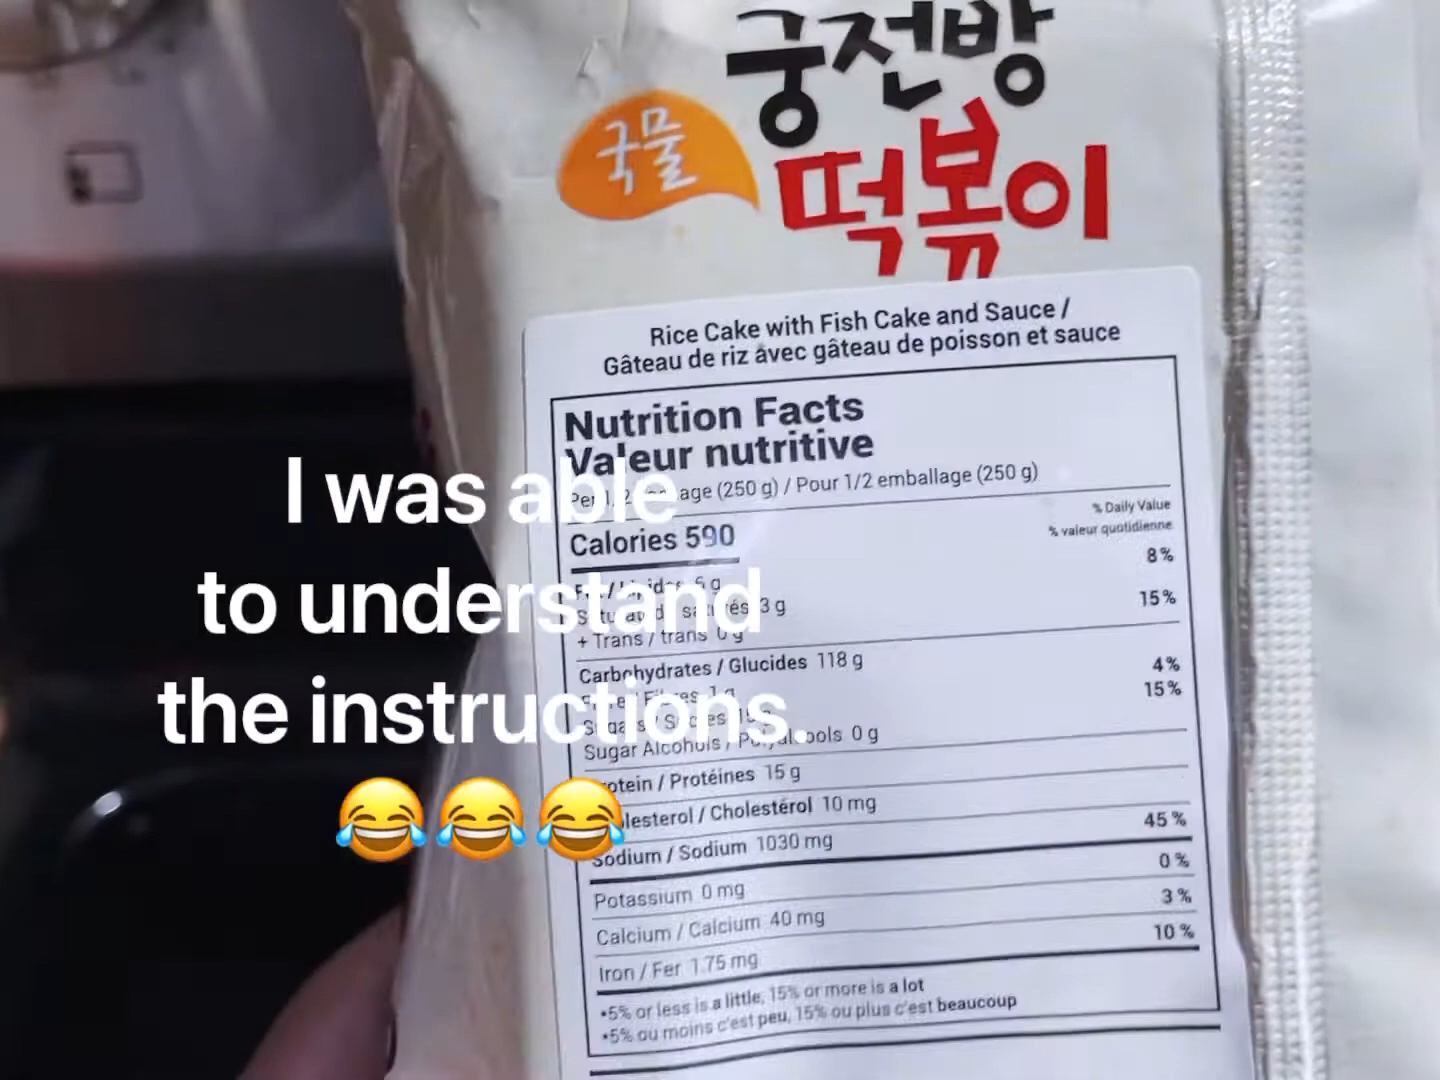 궁전방
국물
떡볶이
Rice Cake with Fish Cake and Sauce /
Gâteau de riz avec gâteau de poisson et sauce
Nutrition Facts
Valeur nutritive
(250 g) / Pour 1/2 emballage (250 g)
% Daily Value
% valeur quotidienne
Calories 590
8%
3 g
15%
+ Trans / trans 0 g
Carbohydrates / Glucides 118 g
4%
15%
Sugar Alcohols / Polyalcools 0 g
Protéines 15 g
Cholestérol 10 mg
Sodium / Sodium 1030 mg
45%
Potassium 0 mg
0%
Calcium / Calcium 40 mg
3%
Iron / Fer 1.75 mg
10%
*5% or less is a little, 15% or more is a lot
*5% ou moins c'est peu, 15% ou plus c'est beaucoup
I was able
to understand
the instructions.
😂😂😂